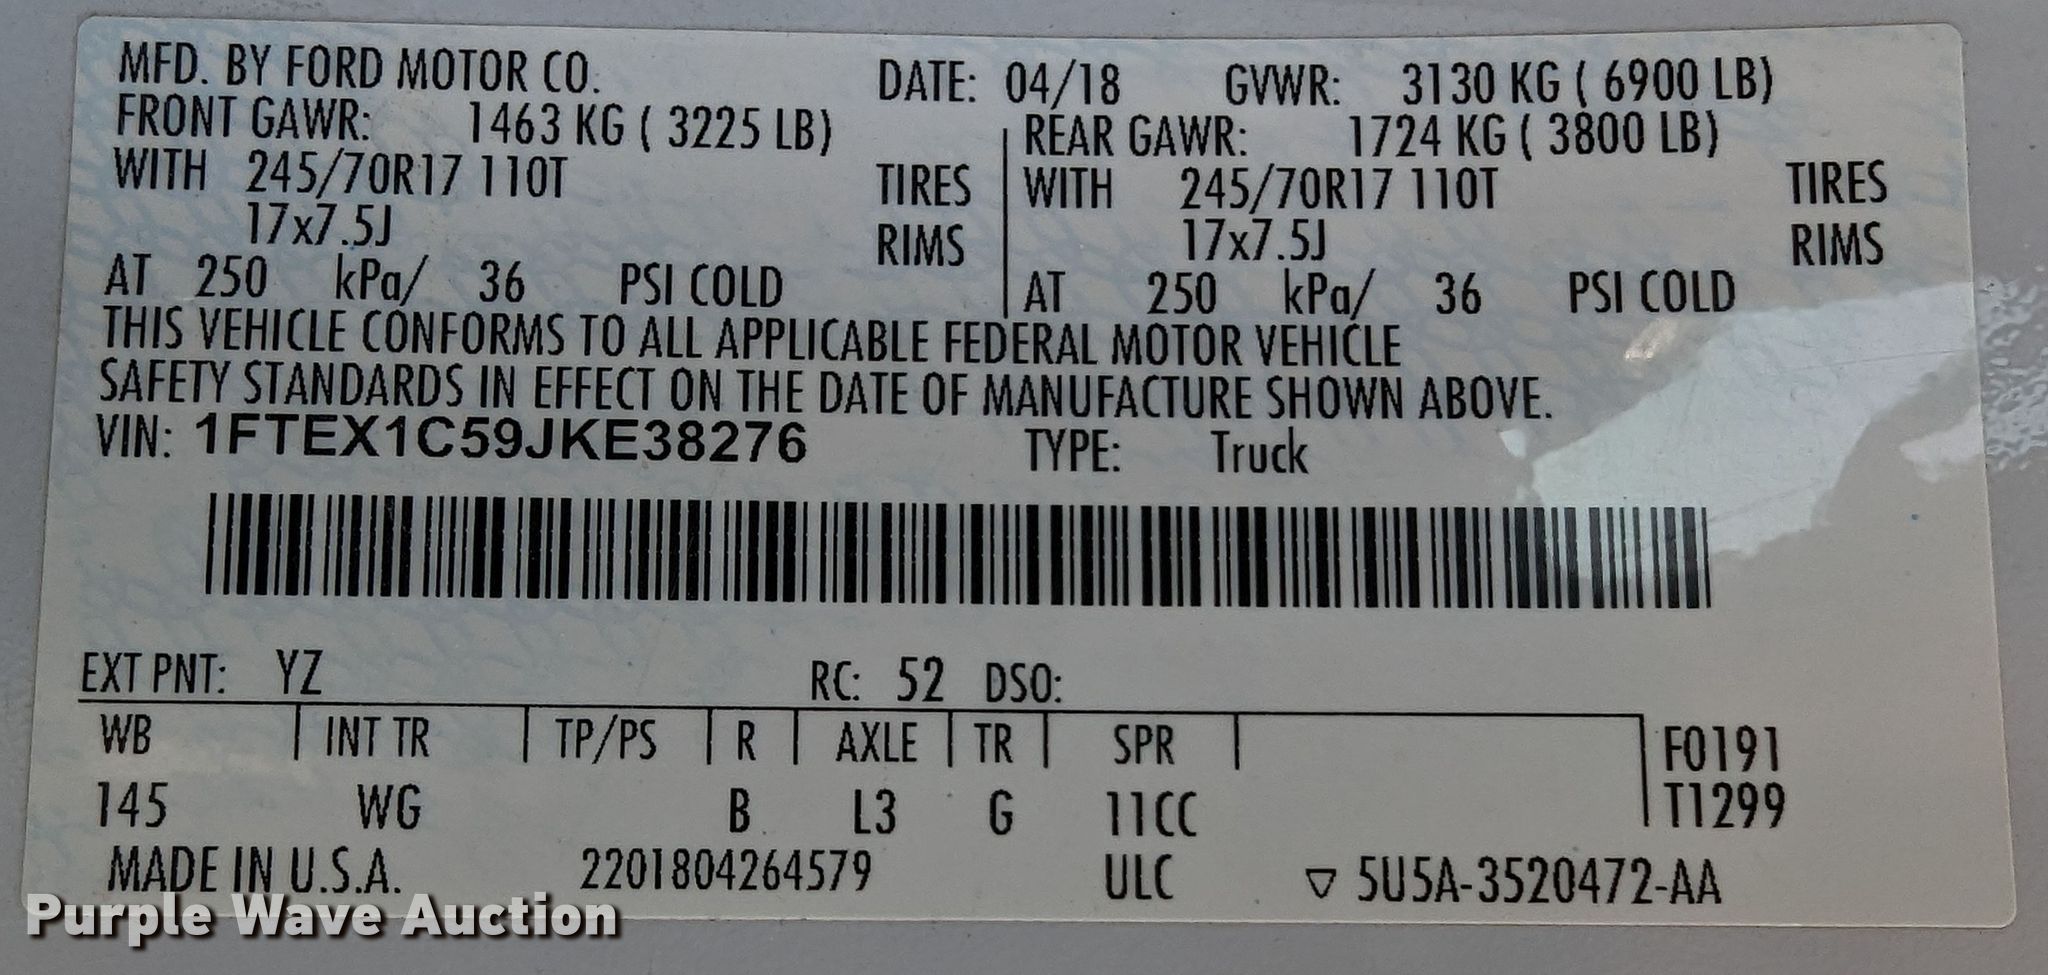 MFD. BY FORD MOTOR CO. DATE: 04/18 GVWR: 3130 KG ( 6900 LB)
FRONT GAWR: 1463 KG ( 3225 LB) REAR GAWR: 1724 KG ( 3800 LB)
WITH 245/70R17 110T TIRES WITH 245/70R17 110T TIRES
17x7.5J RIMS 17x7.5J RIMS
AT 250 kPa/ 36 PSI COLD AT 250 kPa/ 36 PSI COLD
THIS VEHICLE CONFORMS TO ALL APPLICABLE FEDERAL MOTOR VEHICLE
SAFETY STANDARDS IN EFFECT ON THE DATE OF MANUFACTURE SHOWN ABOVE.
VIN: 1FTEX1C59JKE38276 TYPE: Truck
EXT PNT: YZ RC: 52 DSO:
WB INT TR TP/PS R AXLE TR SPR F0191
145 WG B L3 G 11CC T1299
MADE IN U.S.A. 2201804264579 ULC ▽ 5U5A-3520472-AA
Purple Wave Auction